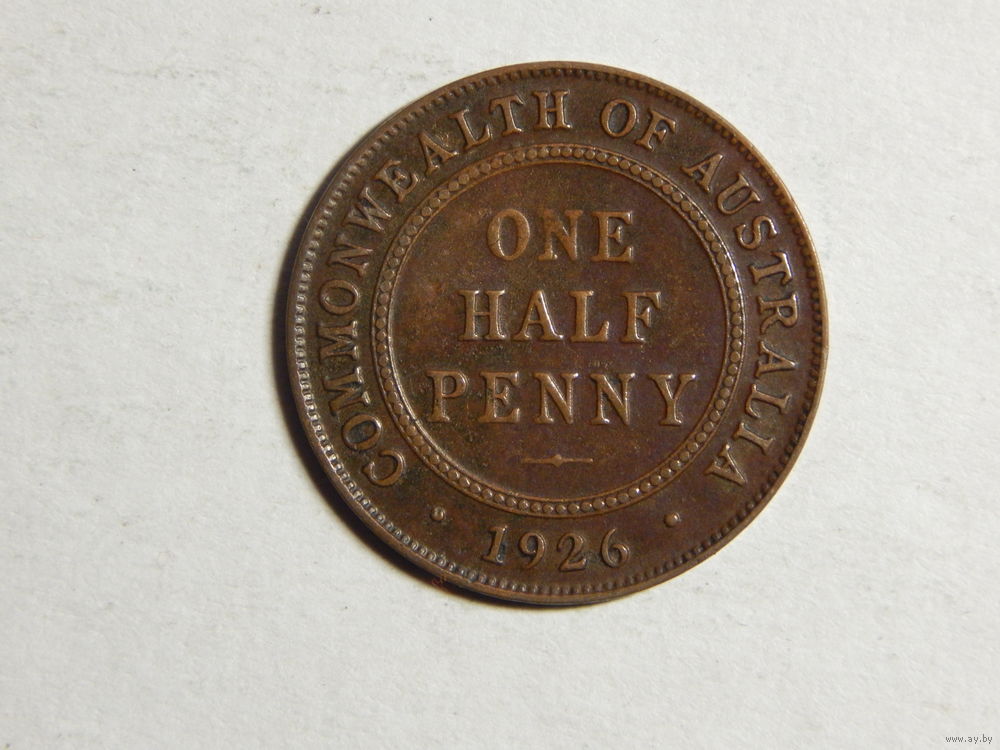 COMMONWEALTH OF AUSTRALIA
ONE
HALF
PENNY
· 1926 ·
www.ay.by